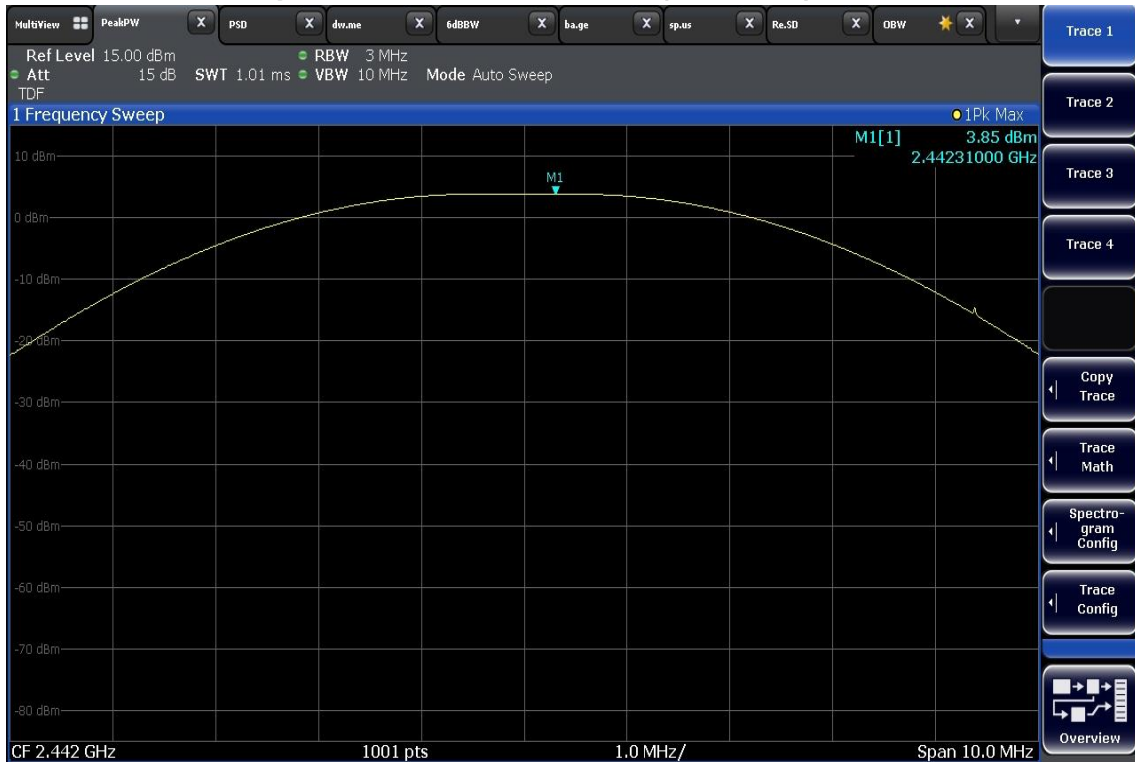 MultiView PeakPW X PSD X dw.me X 6dBBW X ba.ge X sp.us X Re.SD X OBW X
Ref Level 15.00 dBm RBW 3 MHz
Att 15 dB SWT 1.01 ms VBW 10 MHz Mode Auto Sweep
TDF
1 Frequency Sweep 1Pk Max
M1[1] 3.85 dBm
2.44231000 GHz
10 dBm
M1
0 dBm
-10 dBm
-20 dBm
-30 dBm
-40 dBm
-50 dBm
-60 dBm
-70 dBm
-80 dBm
CF 2.442 GHz 1001 pts 1.0 MHz/ Span 10.0 MHz
Trace 1
Trace 2
Trace 3
Trace 4
Copy
Trace
Trace
Math
Spectro-
gram
Config
Trace
Config
Overview